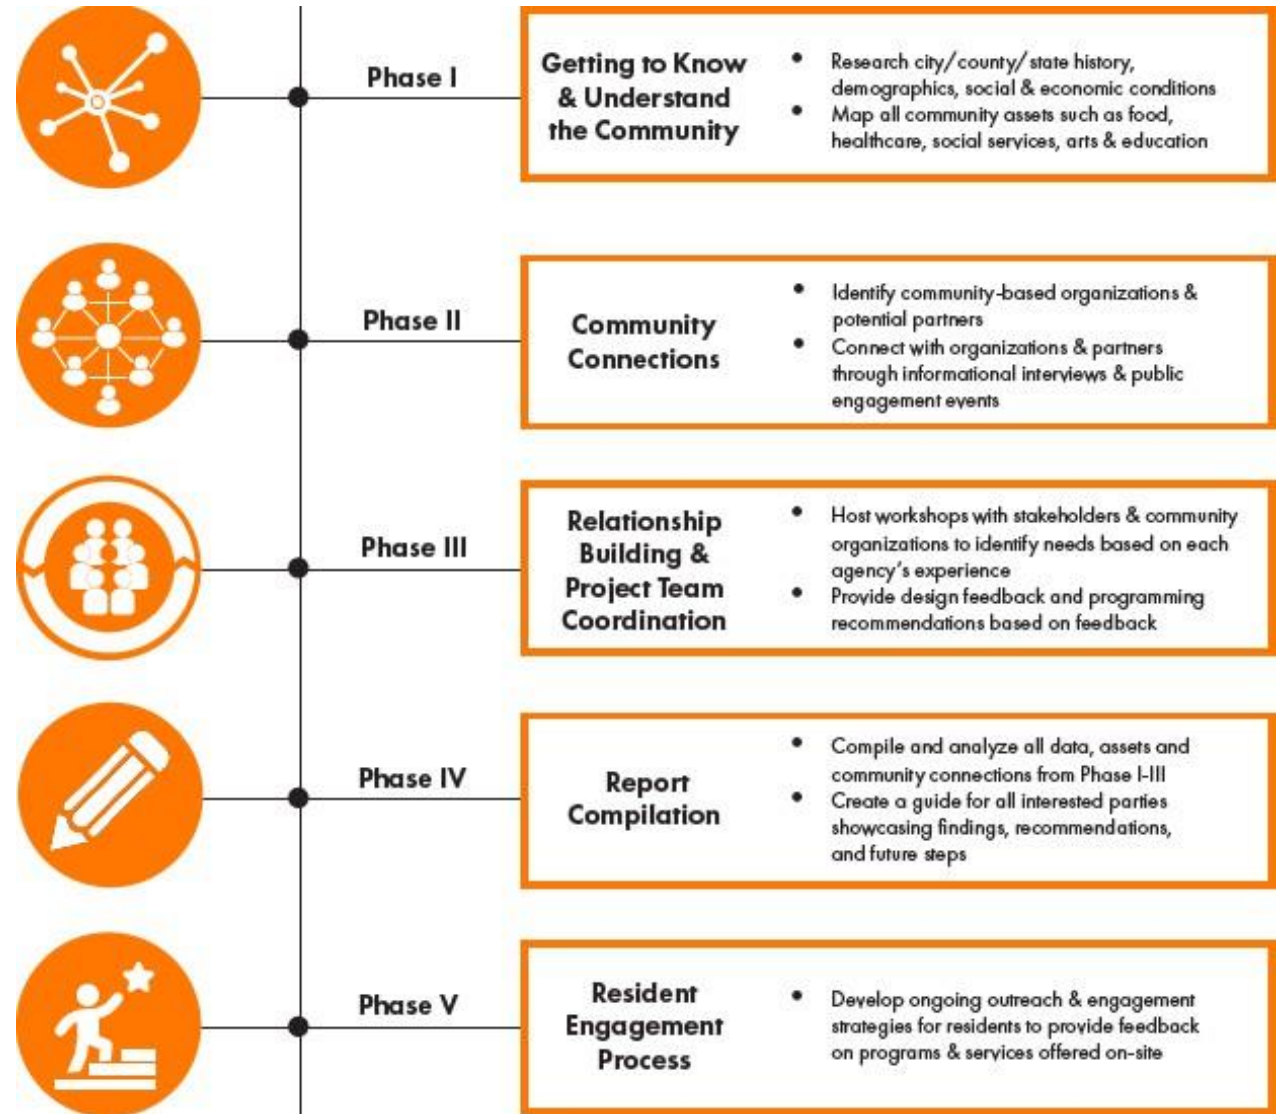 Phase I
Getting to Know
& Understand
the Community
• Research city/county/state history,
demographics, social & economic conditions
• Map all community assets such as food,
healthcare, social services, arts & education
Phase II
Community
Connections
• Identify community-based organizations &
potential partners
• Connect with organizations & partners
through informational interviews & public
engagement events
Phase III
Relationship
Building &
Project Team
Coordination
• Host workshops with stakeholders & community
organizations to identify needs based on each
agency's experience
• Provide design feedback and programming
recommendations based on feedback
Phase IV
Report
Compilation
• Compile and analyze all data, assets and
community connections from Phase I-III
• Create a guide for all interested parties
showcasing findings, recommendations,
and future steps
Phase V
Resident
Engagement
Process
• Develop ongoing outreach & engagement
strategies for residents to provide feedback
on programs & services offered on-site